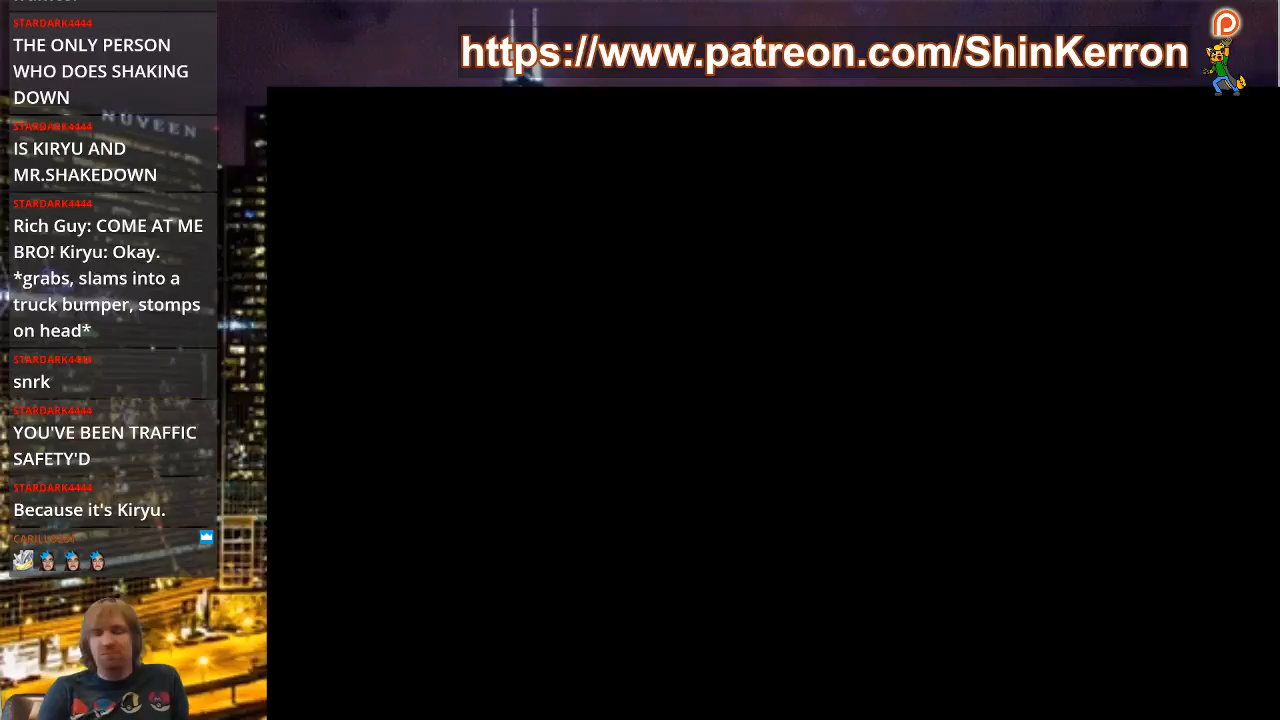 STARDARK4444
THE ONLY PERSON
WHO DOES SHAKING
DOWN
STARDARK4444
IS KIRYU AND
MR.SHAKEDOWN
STARDARK4444
Rich Guy: COME AT ME
BRO! Kiryu: Okay.
*grabs, slams into a
truck bumper, stomps
on head*
STARDARK4444
snrk
STARDARK4444
YOU'VE BEEN TRAFFIC
SAFETY'D
STARDARK4444
Because it's Kiryu.
https://www.patreon.com/ShinKerron
NUVEEN